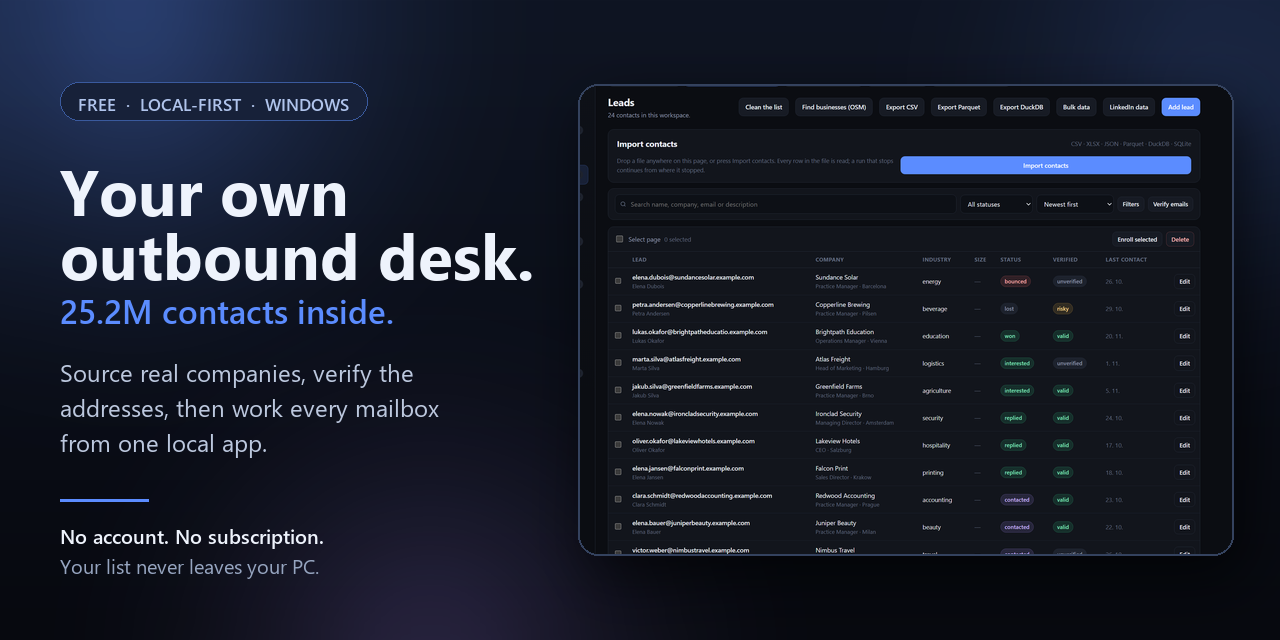 FREE · LOCAL-FIRST · WINDOWS
Your own
outbound desk.
25.2M contacts inside.
Source real companies, verify the
addresses, then work every mailbox
from one local app.
No account. No subscription.
Your list never leaves your PC.
Leads
24 contacts in this workspace.
Clean the list
Find businesses (OSM)
Export CSV
Export Parquet
Export DuckDB
Bulk data
LinkedIn data
Add lead
Import contacts
CSV · XLSX · JSON · Parquet · DuckDB · SQLite
Drop a file anywhere on this page, or press Import contacts. Every row in the file is read; a run that stops
continues from where it stopped.
Import contacts
Search name, company, email or description
All statuses
Newest first
Filters
Verify emails
Select page 0 selected
Enroll selected
Delete
LEAD COMPANY INDUSTRY SIZE STATUS VERIFIED LAST CONTACT
elena.dubois@sundancesolar.example.com Sundance Solar energy — bounced unverified 26. 10. Edit
Elena Dubois Practice Manager · Barcelona
petra.andersen@copperlinebrewing.example.com Copperline Brewing beverage — lost risky 29. 10. Edit
Petra Andersen Practice Manager · Pilsen
lukas.okafor@brightpatheducatio.example.com Brightpath Education education — won valid 20. 11. Edit
Lukas Okafor Operations Manager · Vienna
marta.silva@atlasfreight.example.com Atlas Freight logistics — interested unverified 1. 11. Edit
Marta Silva Head of Marketing · Hamburg
jakub.silva@greenfieldfarms.example.com Greenfield Farms agriculture — interested valid 5. 11. Edit
Jakub Silva Practice Manager · Brno
elena.nowak@ironcladsecurity.example.com Ironclad Security security — replied valid 24. 10. Edit
Elena Nowak Managing Director · Amsterdam
oliver.okafor@lakeviewhotels.example.com Lakeview Hotels hospitality — replied valid 17. 10. Edit
Oliver Okafor CEO · Salzburg
elena.jansen@falconprint.example.com Falcon Print printing — replied valid 18. 10. Edit
Elena Jansen Sales Director · Krakow
clara.schmidt@redwoodaccounting.example.com Redwood Accounting accounting — contacted valid 23. 10. Edit
Clara Schmidt Practice Manager · Prague
elena.bauer@juniperbeauty.example.com Juniper Beauty beauty — contacted valid 22. 10. Edit
Elena Bauer Practice Manager · Milan
victor.weber@nimbustravel.example.com Nimbus Travel